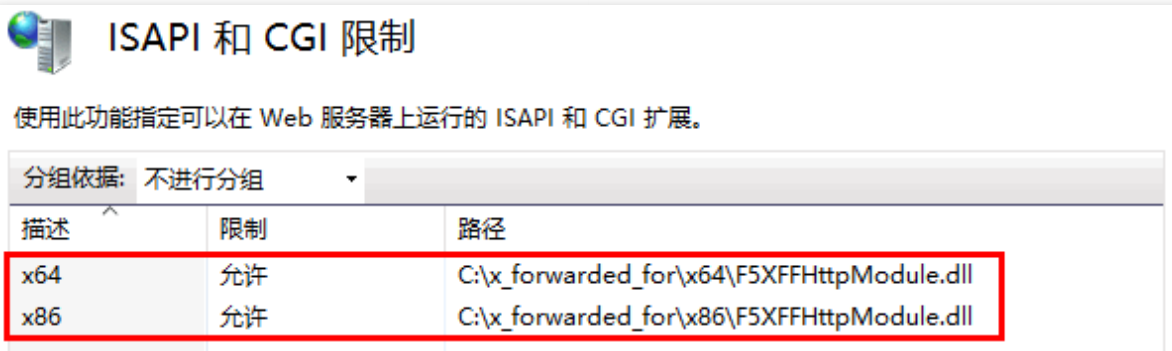 ISAPI 和 CGI 限制
使用此功能指定可以在 Web 服务器上运行的 ISAPI 和 CGI 扩展。
分组依据: 不进行分组
描述 限制 路径
x64 允许 C:\x_forwarded_for\x64\F5XFFHttpModule.dll
x86 允许 C:\x_forwarded_for\x86\F5XFFHttpModule.dll